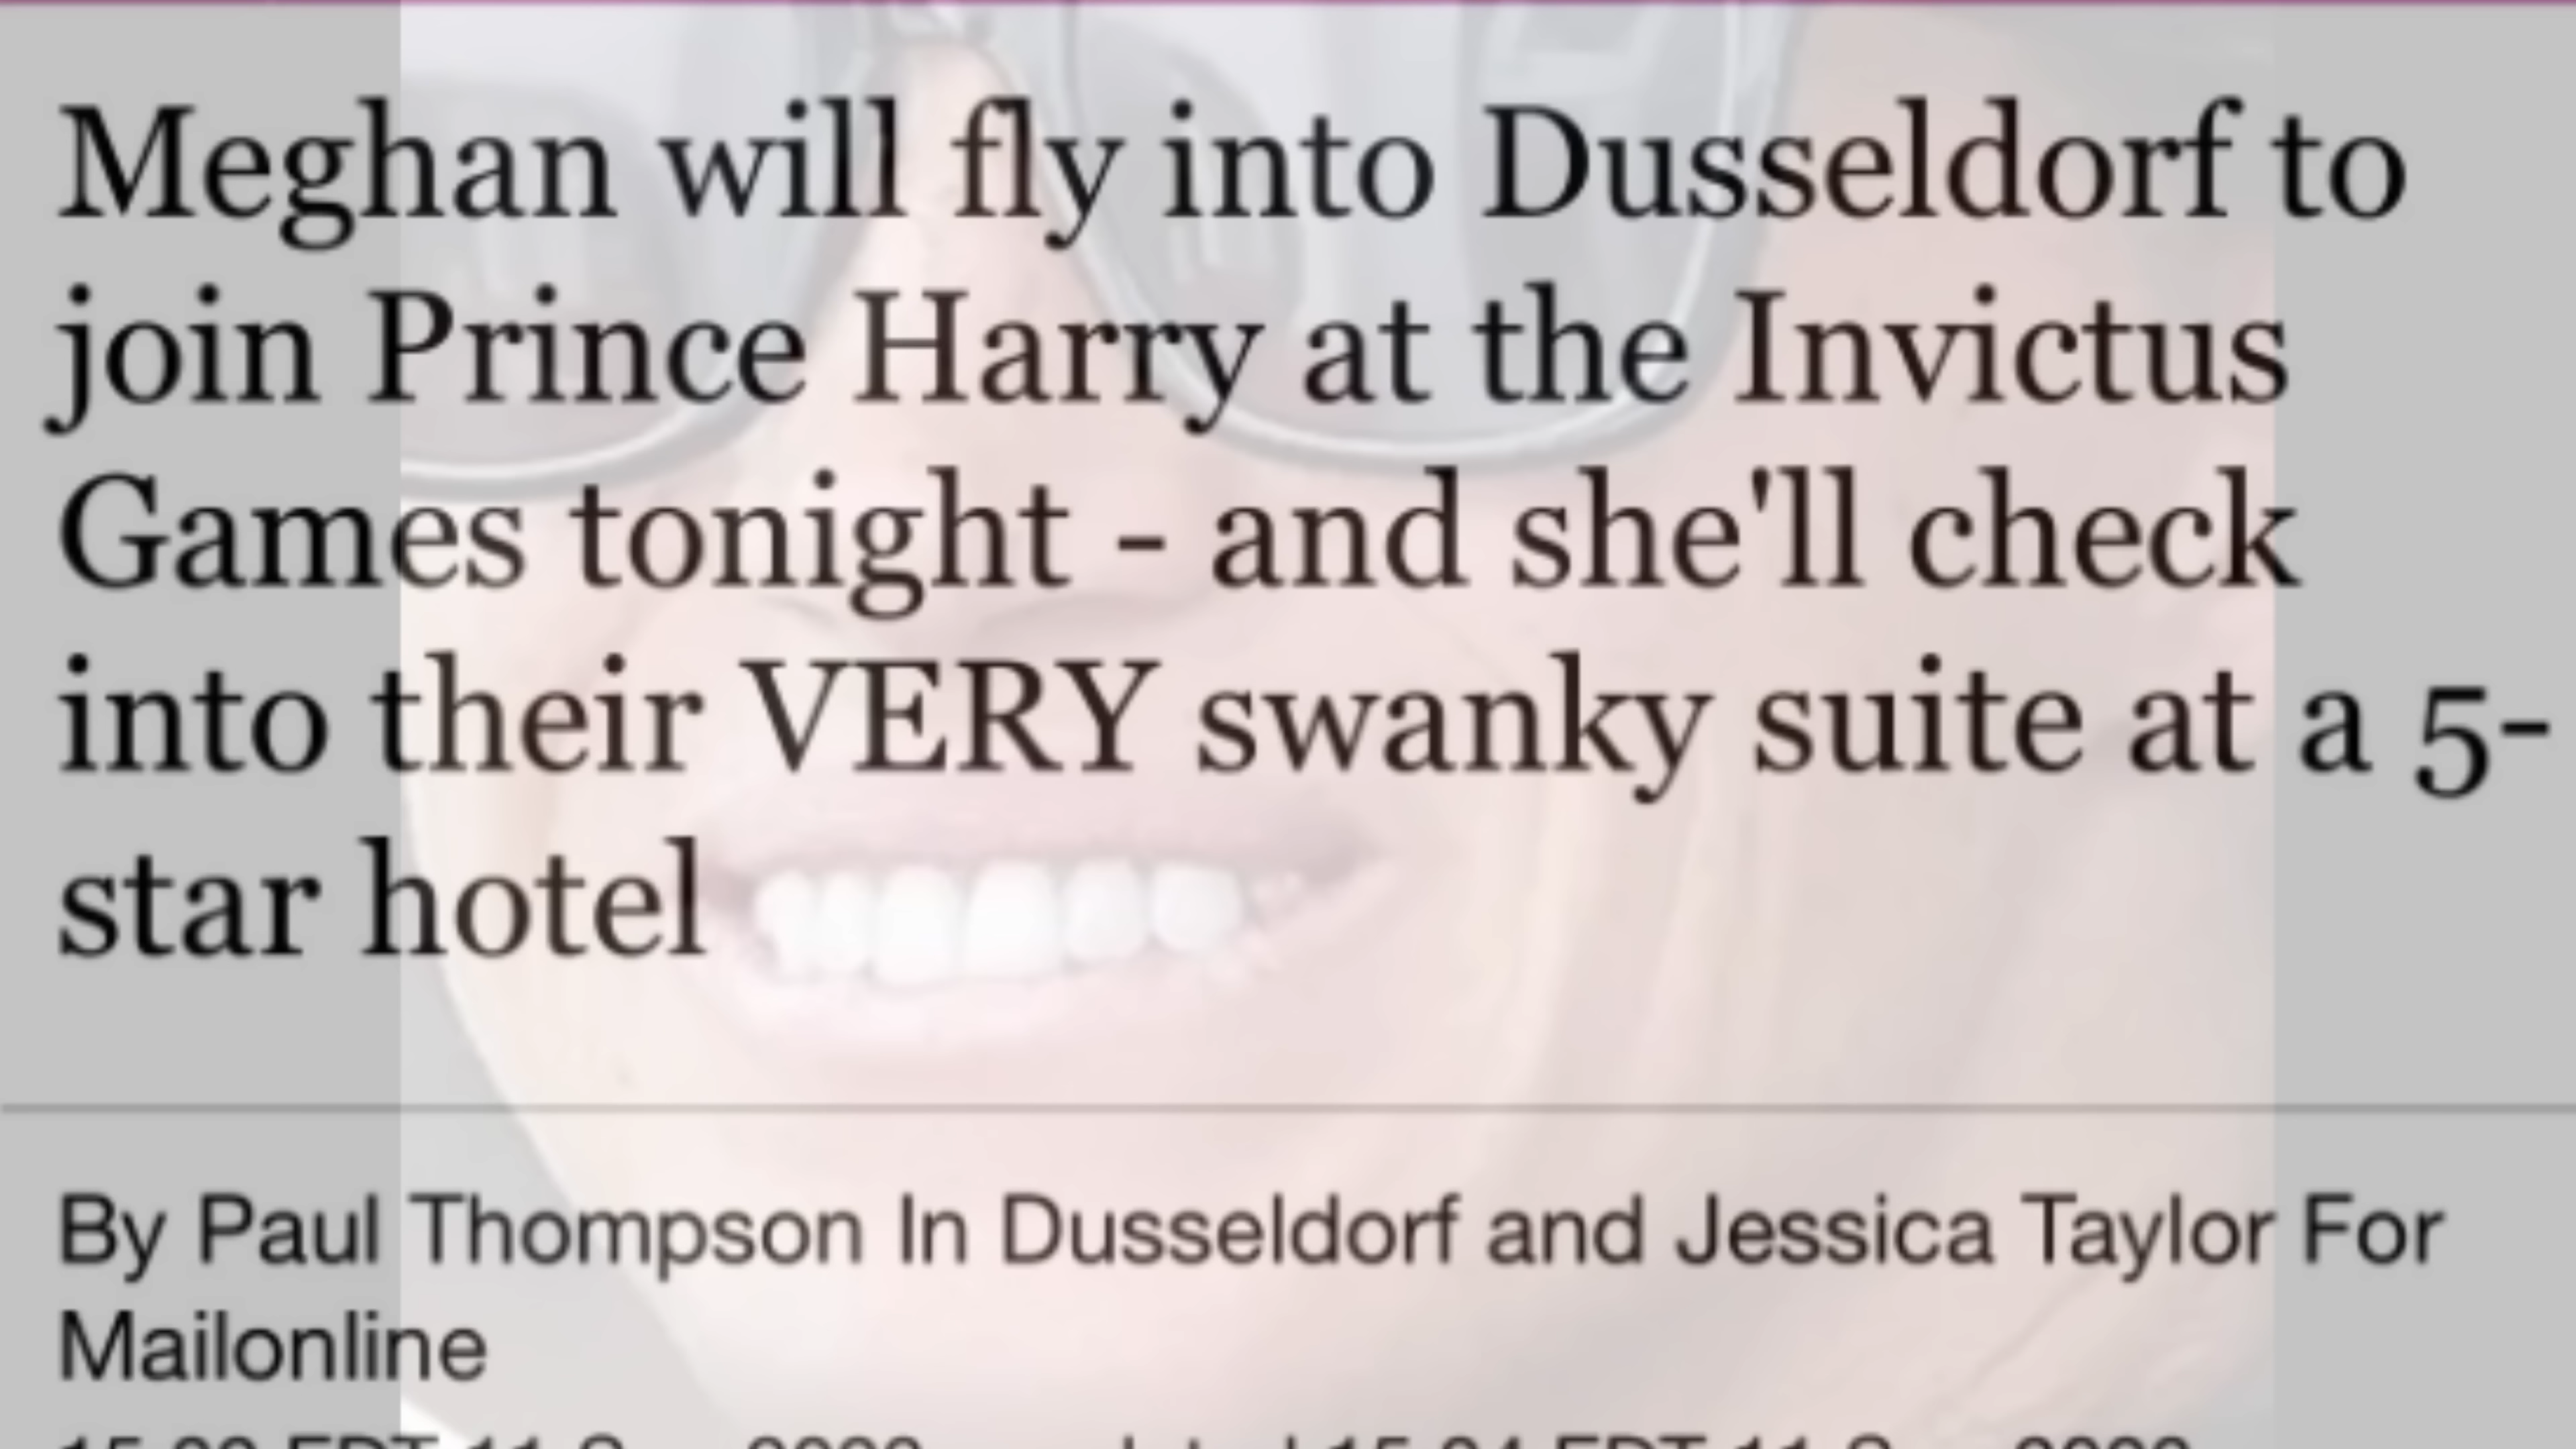 Meghan will fly into Dusseldorf to
join Prince Harry at the Invictus
Games tonight - and she'll check
into their VERY swanky suite at a 5-
star hotel
By Paul Thompson In Dusseldorf and Jessica Taylor For
Mailonline